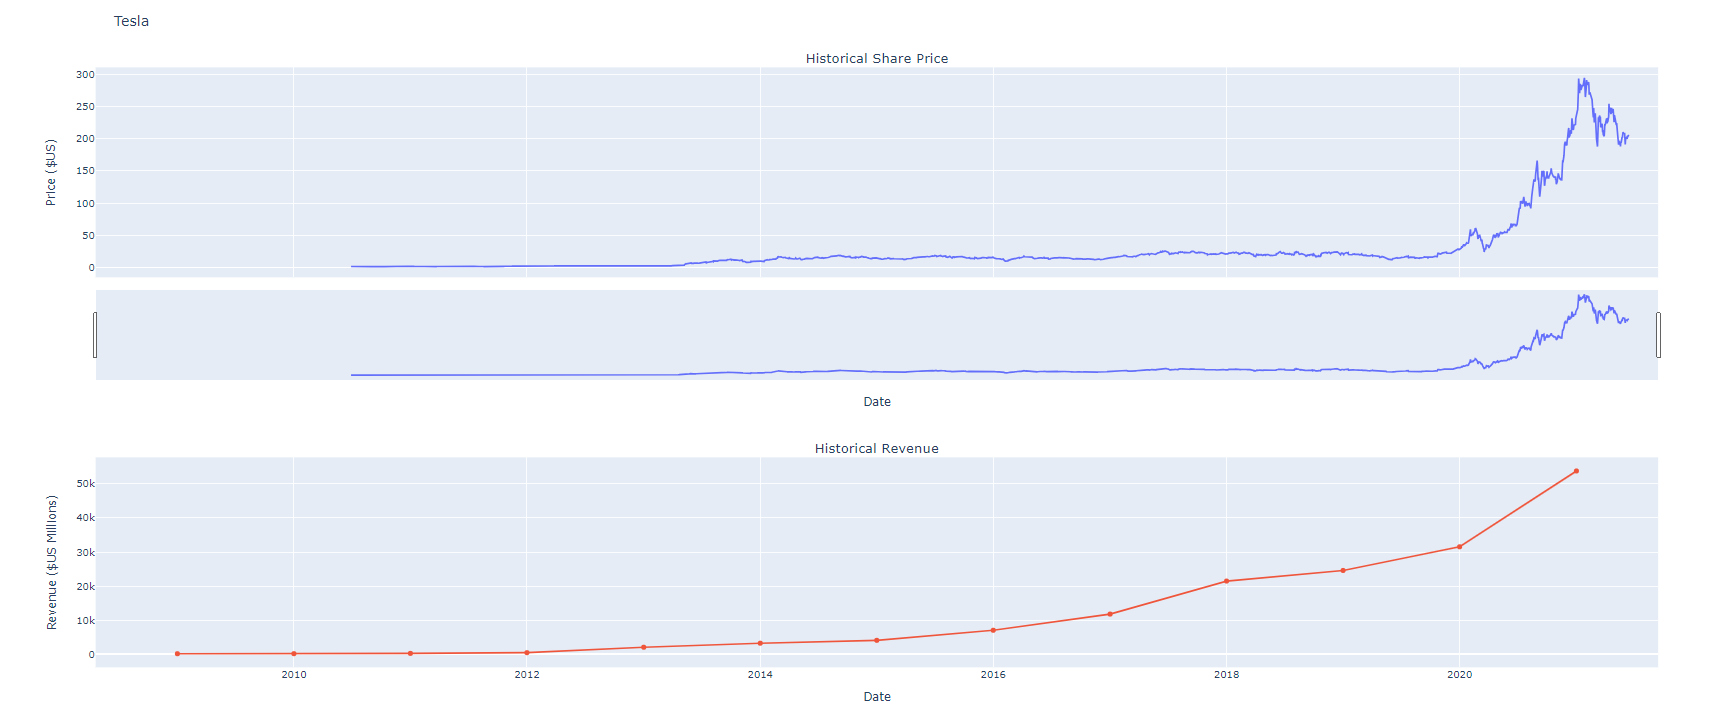 Tesla
Historical Share Price
Price ($US)
300
250
200
150
100
50
0
Date
Historical Revenue
Revenue ($US Millions)
50k
40k
30k
20k
10k
0
2010 2012 2014 2016 2018 2020
Date